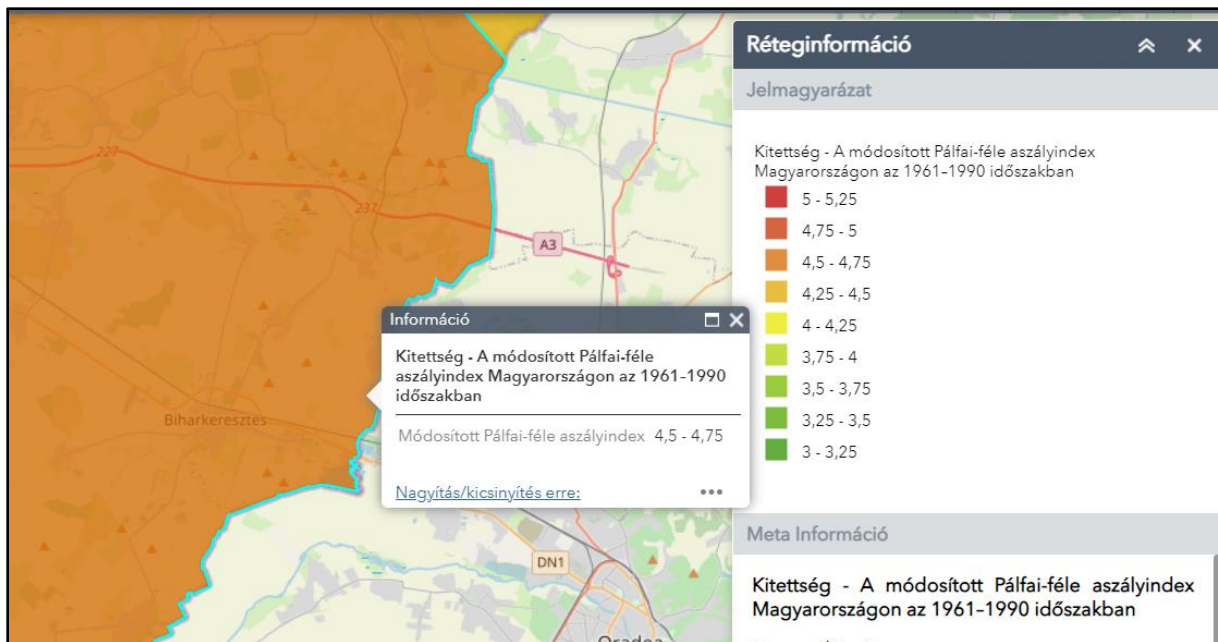 227
237
A3
Biharkeresztes
DN1
Oradea
Információ
Kitettség - A módosított Pálfai-féle
aszályindex Magyarországon az 1961–1990
időszakban
Módosított Pálfai-féle aszályindex 4,5 - 4,75
Nagyítás/kicsinyítés erre:
Réteginformáció
Jelmagyarázat
Kitettség - A módosított Pálfai-féle aszályindex
Magyarországon az 1961–1990 időszakban
5 - 5,25
4,75 - 5
4,5 - 4,75
4,25 - 4,5
4 - 4,25
3,75 - 4
3,5 - 3,75
3,25 - 3,5
3 - 3,25
Meta Információ
Kitettség - A módosított Pálfai-féle aszályindex
Magyarországon az 1961–1990 időszakban